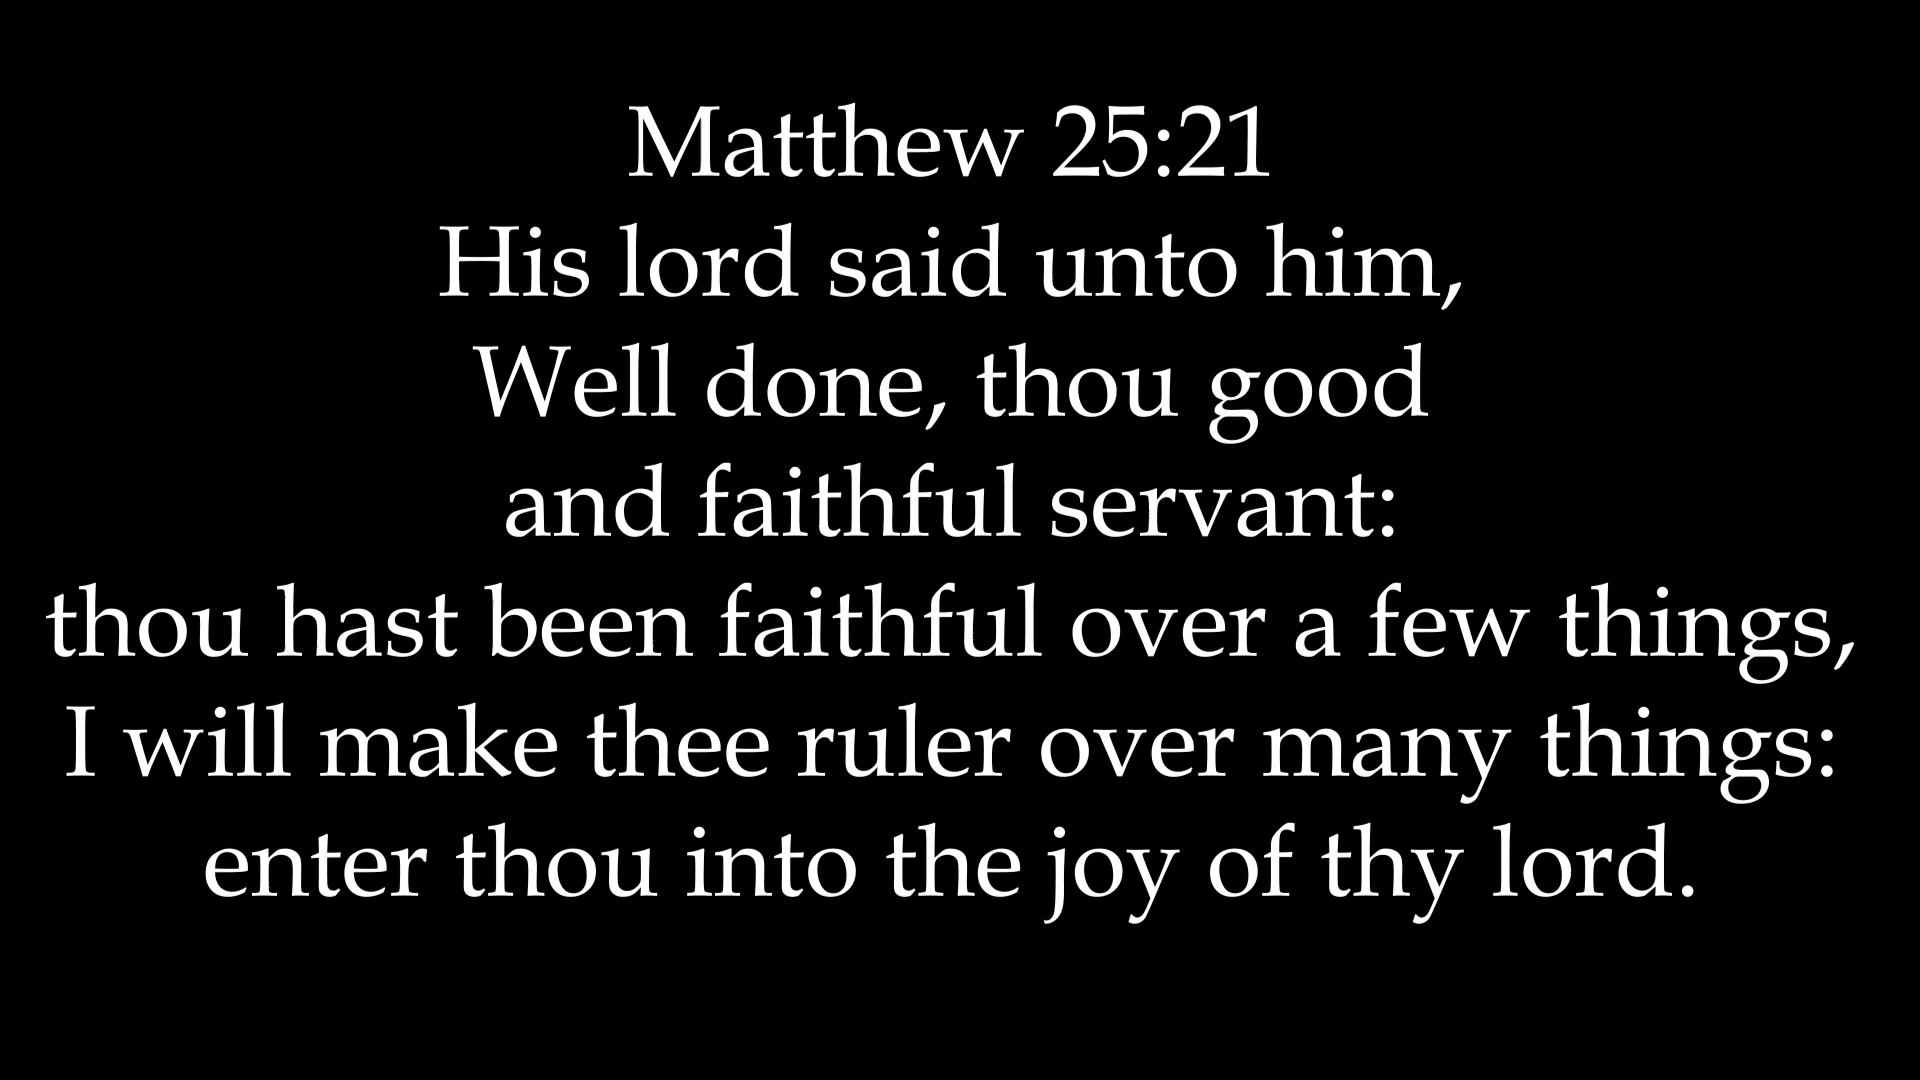 Matthew 25:21
His lord said unto him,
Well done, thou good
and faithful servant:
thou hast been faithful over a few things,
I will make thee ruler over many things:
enter thou into the joy of thy lord.